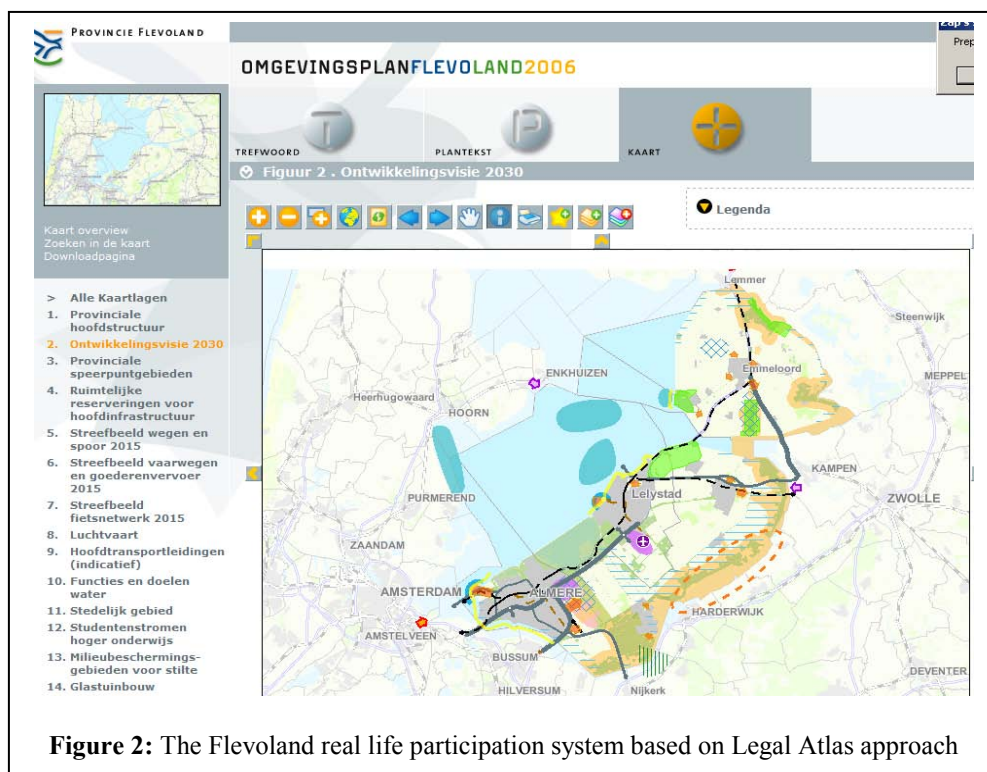 PROVINCIE FLEVOLAND
Prep
OMGEVINGSPLANFLEVOLAND2006
TREFWOORD
PLANTEKST
KAART
Figuur 2 . Ontwikkelingsvisie 2030
Legenda
Kaart overview
Zoeken in de kaart
Downloadpagina
> Alle Kaartlagen
1. Provinciale
hoofdstructuur
2. Ontwikkelingsvisie 2030
3. Provinciale
speerpuntgebieden
4. Ruimtelijke
reserveringen voor
hoofdinfrastructuur
5. Streefbeeld wegen en
spoor 2015
6. Streefbeeld vaarwegen
en goederenvervoer
2015
7. Streefbeeld
fietsnetwerk 2015
8. Luchtvaart
9. Hoofdtransportleidingen
(indicatief)
10. Functies en doelen
water
11. Stedelijk gebied
12. Studentenstromen
hoger onderwijs
13. Milieubeschermings-
gebieden voor stilte
14. Glastuinbouw
Lemmer
Steenwijk
Emmeloord
MEPPEL
ENKHUIZEN
Heerhugowaard
HOORN
KAMPEN
ZWOLLE
Lelystad
PURMEREND
ZAANDAM
AMSTERDAM
ALMERE
HARDERWIJK
AMSTELVEEN
BUSSUM
DEVENTER
HILVERSUM
Nijkerk
Figure 2: The Flevoland real life participation system based on Legal Atlas approach